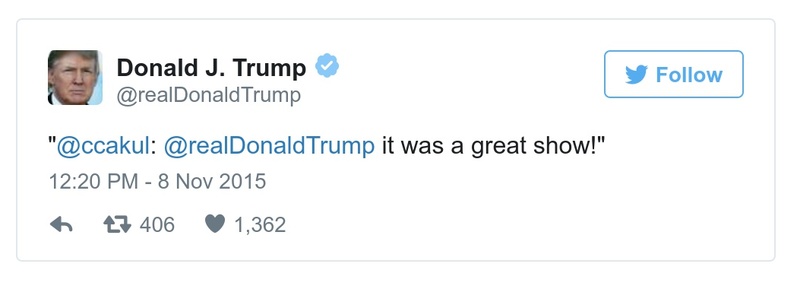 Donald J. Trump
@realDonaldTrump
Follow
"@ccakul: @realDonaldTrump it was a great show!"
12:20 PM - 8 Nov 2015
406 1,362